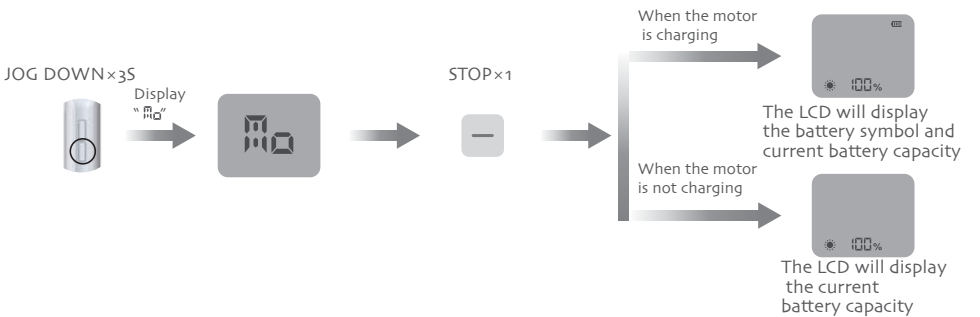 JOG DOWN×3S
Display
“Mo”
Mo
STOP×1
When the motor
is charging
100%
The LCD will display
the battery symbol and
current battery capacity
When the motor
is not charging
100%
The LCD will display
the current
battery capacity